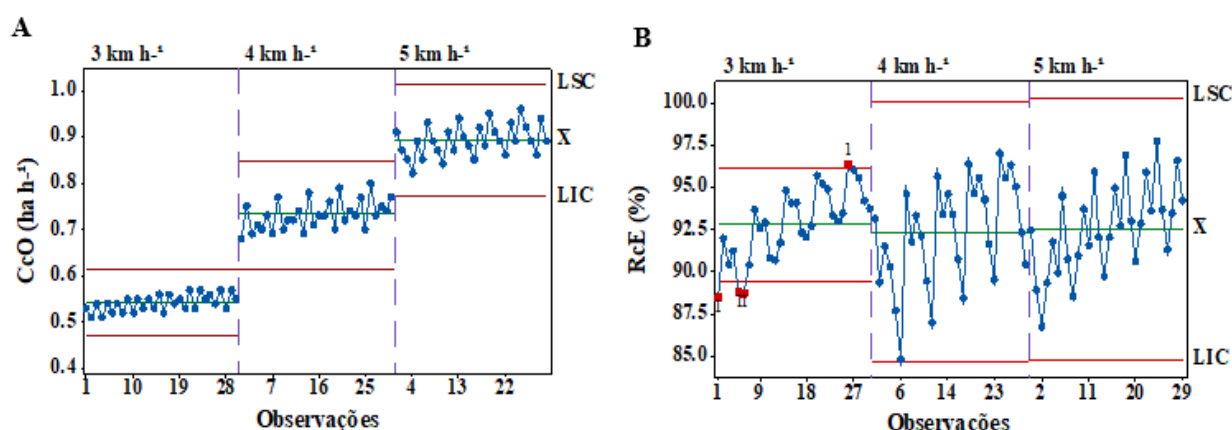 A
3 km h-¹ 4 km h-¹ 5 km h-¹
CcO (ha h-¹)
1.0
0.9
0.8
0.7
0.6
0.5
0.4
LSC
X̄
LIC
1 10 19 28 7 16 25 4 13 22
Observações
B
3 km h-¹ 4 km h-¹ 5 km h-¹
RcE (%)
100.0
97.5
95.0
92.5
90.0
87.5
85.0
1
LSC
X̄
LIC
1 9 27 6 14 23 2 11 20 29
Observações